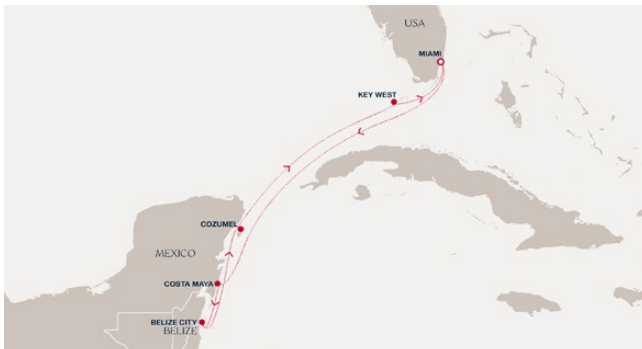 USA
MIAMI
KEY WEST
COZUMEL
MEXICO
COSTA MAYA
BELIZE CITY
BELIZE